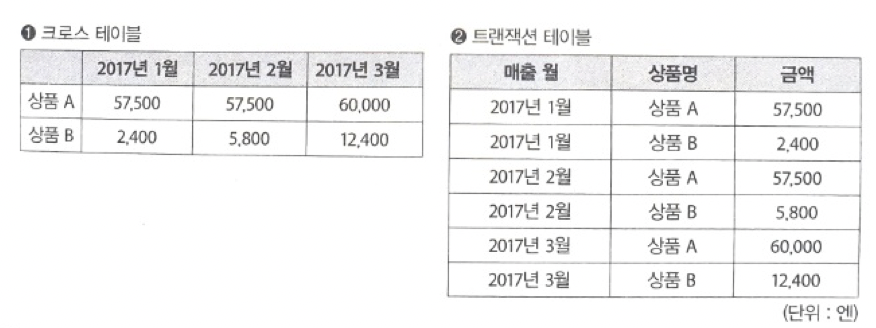 ❶ 크로스 테이블
2017년 1월 2017년 2월 2017년 3월
상품 A 57,500 57,500 60,000
상품 B 2,400 5,800 12,400
❷ 트랜잭션 테이블
매출 월 상품명 금액
2017년 1월 상품 A 57,500
2017년 1월 상품 B 2,400
2017년 2월 상품 A 57,500
2017년 2월 상품 B 5,800
2017년 3월 상품 A 60,000
2017년 3월 상품 B 12,400
(단위 : 엔)